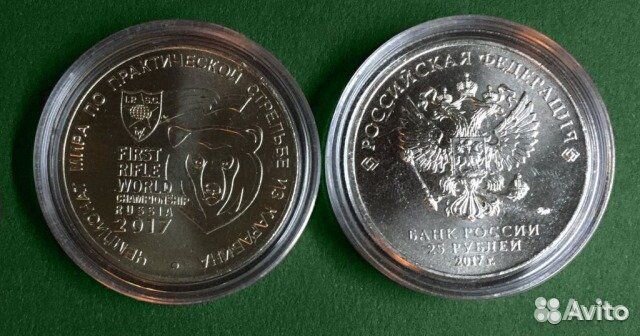 ЧЕМПИОНАТ МИРА ПО ПРАКТИЧЕСКОЙ СТРЕЛЬБЕ ИЗ КАРАБИНА
I.P.S.C.
FIRST
RIFLE
WORLD
CHAMPIONSHIP
RUSSIA
2017
РОССИЙСКАЯ ФЕДЕРАЦИЯ
БАНК РОССИИ
25 РУБЛЕЙ
2017 г.
Avito